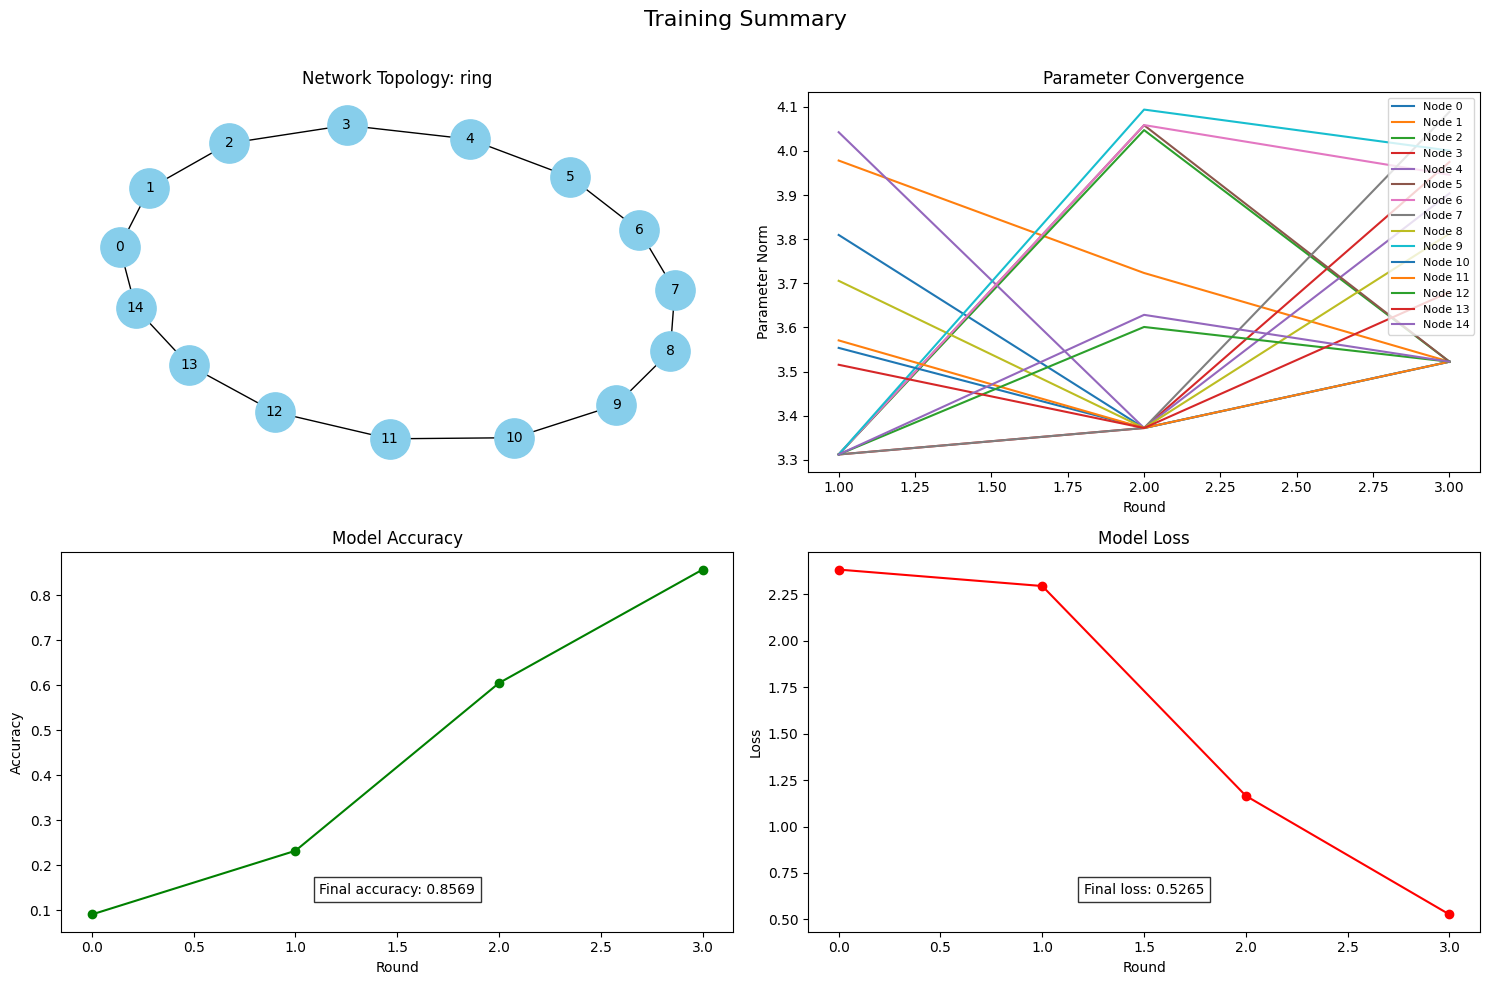 Training Summary
Network Topology: ring
3
4
2
5
1
6
0
7
14
8
13
9
12
10
11
Parameter Convergence
Parameter Norm
4.1
4.0
3.9
3.8
3.7
3.6
3.5
3.4
3.3
Node 0
Node 1
Node 2
Node 3
Node 4
Node 5
Node 6
Node 7
Node 8
Node 9
Node 10
Node 11
Node 12
Node 13
Node 14
1.00 1.25 1.50 1.75 2.00 2.25 2.50 2.75 3.00
Round
Model Accuracy
Accuracy
0.8
0.7
0.6
0.5
0.4
0.3
0.2
0.1
Final accuracy: 0.8569
0.0 0.5 1.0 1.5 2.0 2.5 3.0
Round
Model Loss
Loss
2.25
2.00
1.75
1.50
1.25
1.00
0.75
0.50
Final loss: 0.5265
0.0 0.5 1.0 1.5 2.0 2.5 3.0
Round